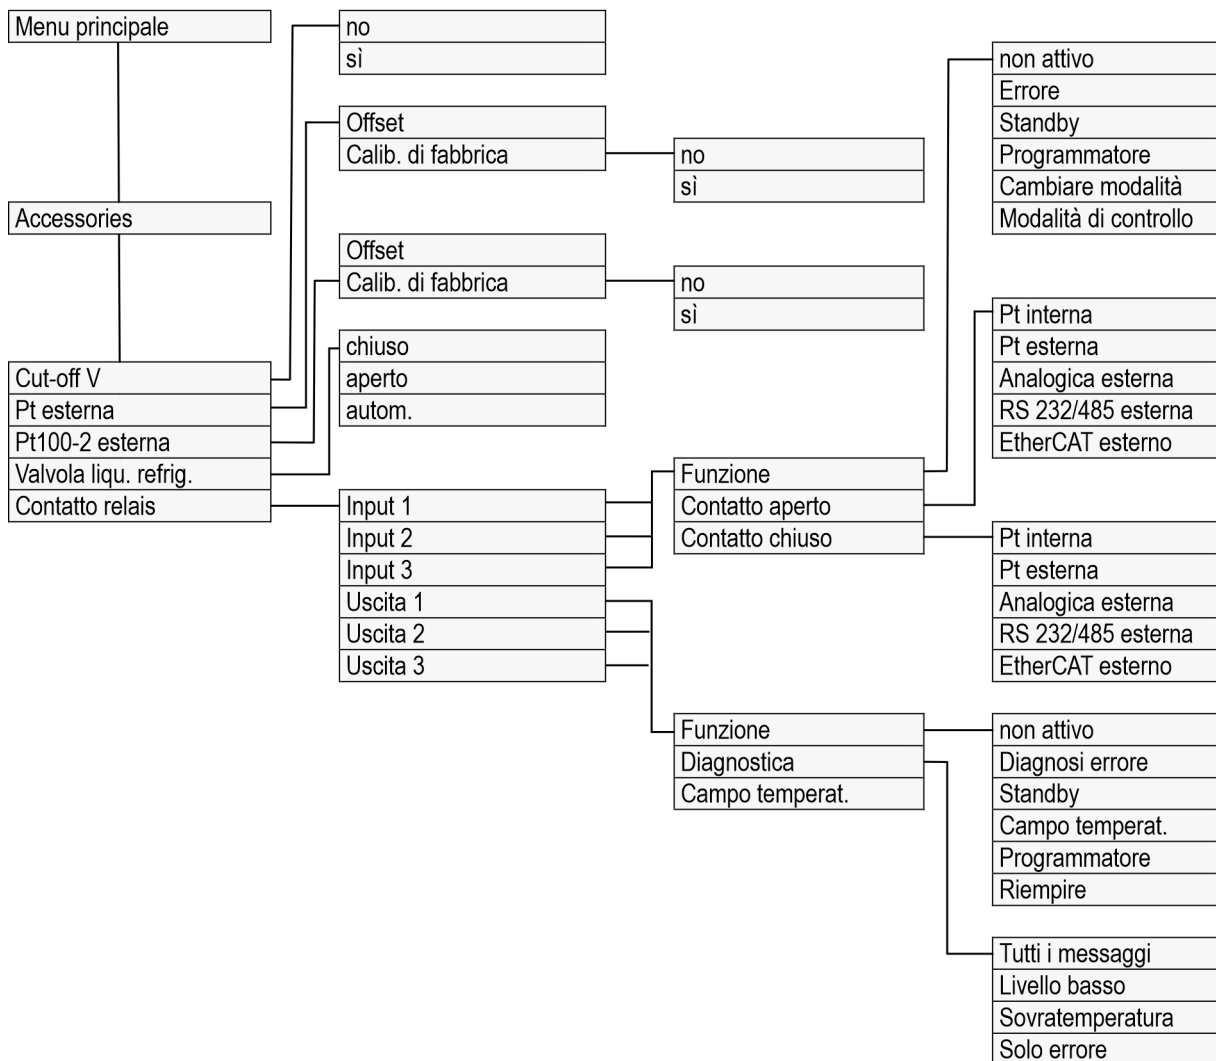 Menu principale
Accessories
Cut-off V
Pt esterna
Pt100-2 esterna
Valvola liqu. refrig.
Contatto relais
no
sì
Offset
Calib. di fabbrica
no
sì
Offset
Calib. di fabbrica
no
sì
chiuso
aperto
autom.
Input 1
Input 2
Input 3
Uscita 1
Uscita 2
Uscita 3
Funzione
Contatto aperto
Contatto chiuso
non attivo
Errore
Standby
Programmatore
Cambiare modalità
Modalità di controllo
Pt interna
Pt esterna
Analogica esterna
RS 232/485 esterna
EtherCAT esterno
Pt interna
Pt esterna
Analogica esterna
RS 232/485 esterna
EtherCAT esterno
Funzione
Diagnostica
Campo temperat.
non attivo
Diagnosi errore
Standby
Campo temperat.
Programmatore
Riempire
Tutti i messaggi
Livello basso
Sovratemperatura
Solo errore